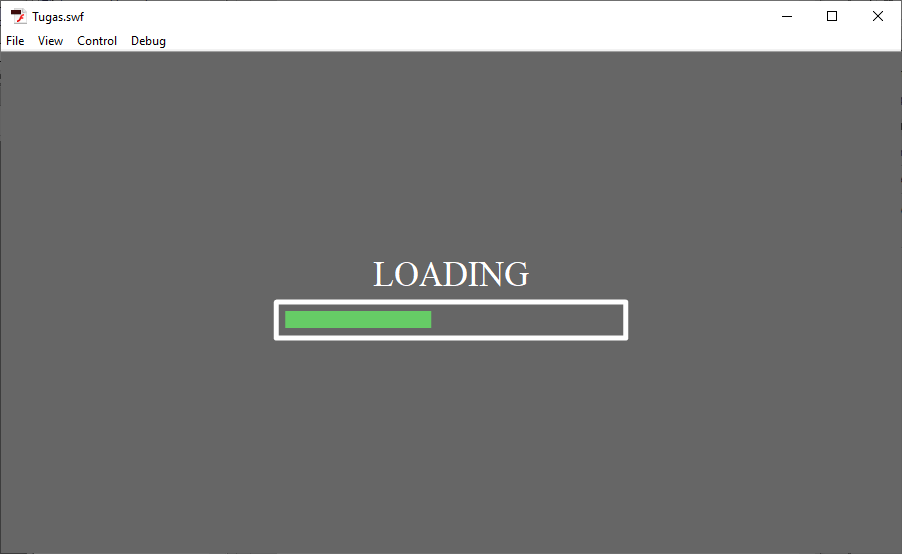 Tugas.swf
File View Control Debug
LOADING